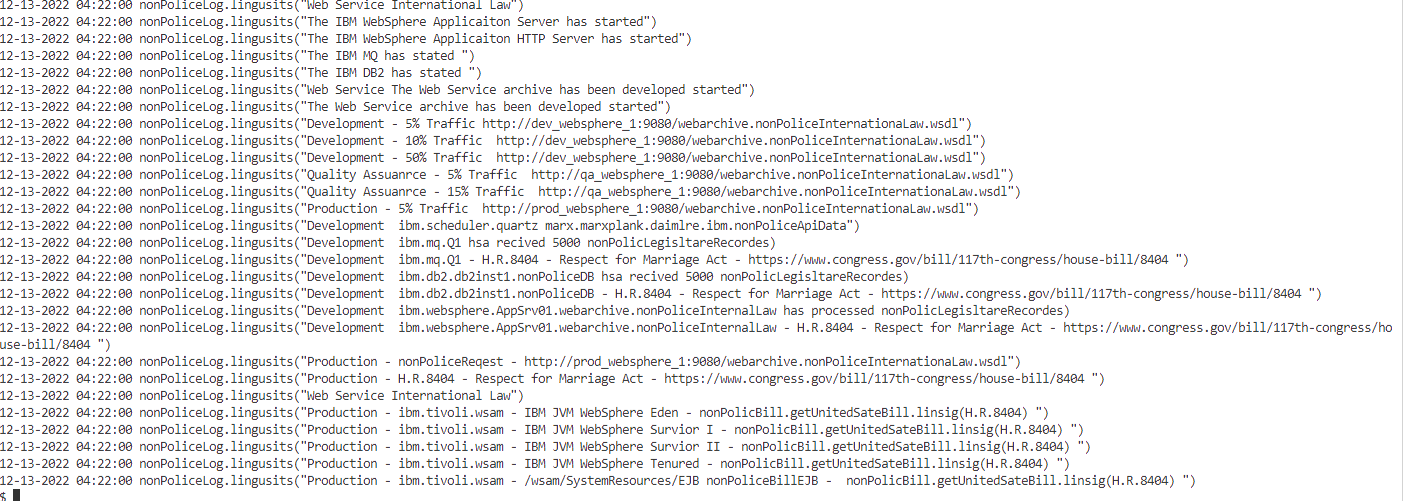 12-13-2022 04:22:00 nonPoliceLog.lingusits("Web Service International Law")
12-13-2022 04:22:00 nonPoliceLog.lingusits("The IBM WebSphere Applicaiton Server has started")
12-13-2022 04:22:00 nonPoliceLog.lingusits("The IBM WebSphere Applicaiton HTTP Server has started")
12-13-2022 04:22:00 nonPoliceLog.lingusits("The IBM MQ has stated ")
12-13-2022 04:22:00 nonPoliceLog.lingusits("The IBM DB2 has stated ")
12-13-2022 04:22:00 nonPoliceLog.lingusits("Web Service The Web Service archive has been developed started")
12-13-2022 04:22:00 nonPoliceLog.lingusits("The Web Service archive has been developed started")
12-13-2022 04:22:00 nonPoliceLog.lingusits("Development - 5% Traffic http://dev_websphere_1:9080/webarchive.nonPoliceInternationaLaw.wsdl")
12-13-2022 04:22:00 nonPoliceLog.lingusits("Development - 10% Traffic  http://dev_websphere_1:9080/webarchive.nonPoliceInternationaLaw.wsdl")
12-13-2022 04:22:00 nonPoliceLog.lingusits("Development - 50% Traffic  http://dev_websphere_1:9080/webarchive.nonPoliceInternationaLaw.wsdl")
12-13-2022 04:22:00 nonPoliceLog.lingusits("Quality Assuanrce - 5% Traffic  http://qa_websphere_1:9080/webarchive.nonPoliceInternationaLaw.wsdl")
12-13-2022 04:22:00 nonPoliceLog.lingusits("Quality Assuanrce - 15% Traffic  http://qa_websphere_1:9080/webarchive.nonPoliceInternationaLaw.wsdl")
12-13-2022 04:22:00 nonPoliceLog.lingusits("Production - 5% Traffic  http://prod_websphere_1:9080/webarchive.nonPoliceInternationaLaw.wsdl")
12-13-2022 04:22:00 nonPoliceLog.lingusits("Development  ibm.scheduler.quartz marx.marxplank.daimlre.ibm.nonPoliceApiData")
12-13-2022 04:22:00 nonPoliceLog.lingusits("Development  ibm.mq.Q1 hsa recived 5000 nonPolicLegisltareRecordes)
12-13-2022 04:22:00 nonPoliceLog.lingusits("Development  ibm.mq.Q1 - H.R.8404 - Respect for Marriage Act - https://www.congress.gov/bill/117th-congress/house-bill/8404 ")
12-13-2022 04:22:00 nonPoliceLog.lingusits("Development  ibm.db2.db2inst1.nonPoliceDB hsa recived 5000 nonPolicLegisltareRecordes)
12-13-2022 04:22:00 nonPoliceLog.lingusits("Development  ibm.db2.db2inst1.nonPoliceDB - H.R.8404 - Respect for Marriage Act - https://www.congress.gov/bill/117th-congress/house-bill/8404 ")
12-13-2022 04:22:00 nonPoliceLog.lingusits("Development  ibm.websphere.AppSrv01.webarchive.nonPoliceInternalLaw has processed nonPolicLegisltareRecordes)
12-13-2022 04:22:00 nonPoliceLog.lingusits("Development  ibm.websphere.AppSrv01.webarchive.nonPoliceInternalLaw - H.R.8404 - Respect for Marriage Act - https://www.congress.gov/bill/117th-congress/ho
use-bill/8404 ")
12-13-2022 04:22:00 nonPoliceLog.lingusits("Production - nonPoliceReqest - http://prod_websphere_1:9080/webarchive.nonPoliceInternationaLaw.wsdl")
12-13-2022 04:22:00 nonPoliceLog.lingusits("Production - H.R.8404 - Respect for Marriage Act - https://www.congress.gov/bill/117th-congress/house-bill/8404 ")
12-13-2022 04:22:00 nonPoliceLog.lingusits("Web Service International Law")
12-13-2022 04:22:00 nonPoliceLog.lingusits("Production - ibm.tivoli.wsam - IBM JVM WebSphere Eden - nonPolicBill.getUnitedSateBill.linsig(H.R.8404) ")
12-13-2022 04:22:00 nonPoliceLog.lingusits("Production - ibm.tivoli.wsam - IBM JVM WebSphere Survior I - nonPolicBill.getUnitedSateBill.linsig(H.R.8404) ")
12-13-2022 04:22:00 nonPoliceLog.lingusits("Production - ibm.tivoli.wsam - IBM JVM WebSphere Survior II - nonPolicBill.getUnitedSateBill.linsig(H.R.8404) ")
12-13-2022 04:22:00 nonPoliceLog.lingusits("Production - ibm.tivoli.wsam - IBM JVM WebSphere Tenured - nonPolicBill.getUnitedSateBill.linsig(H.R.8404) ")
12-13-2022 04:22:00 nonPoliceLog.lingusits("Production - ibm.tivoli.wsam - /wsam/SystemResources/EJB nonPoliceBillEJB -  nonPolicBill.getUnitedSateBill.linsig(H.R.8404) ")
$